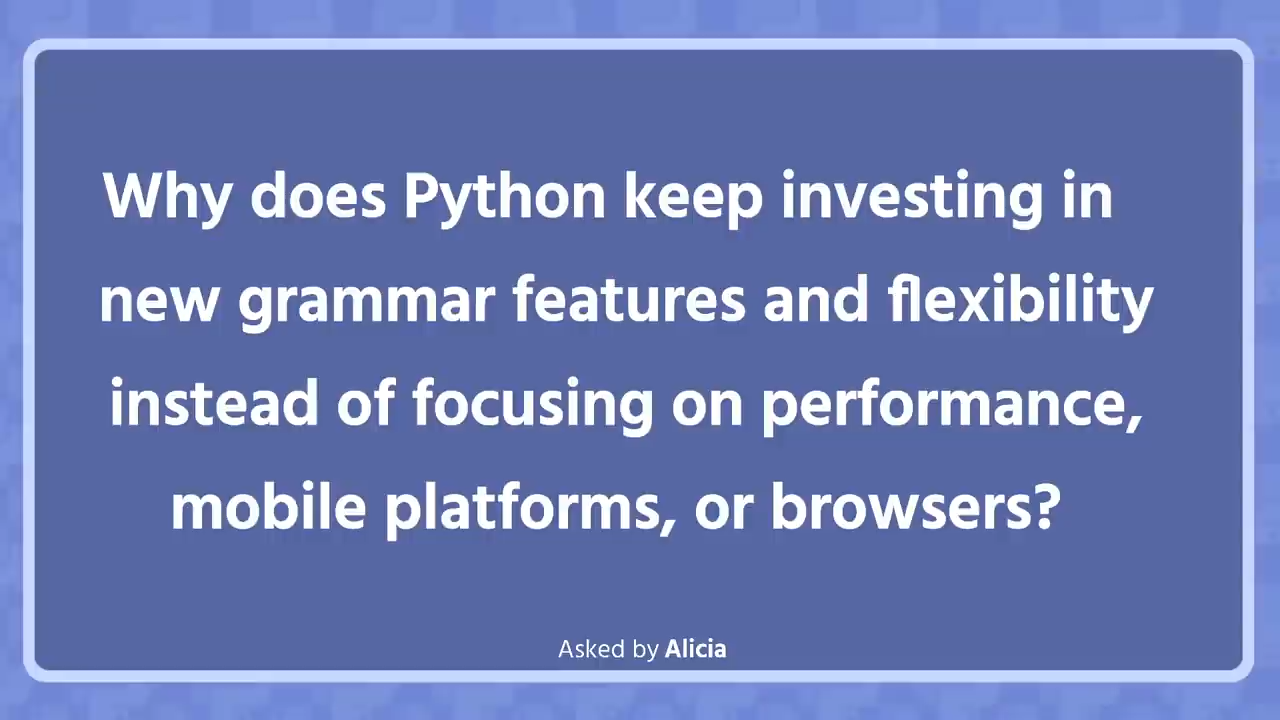 Why does Python keep investing in
new grammar features and flexibility
instead of focusing on performance,
mobile platforms, or browsers?
Asked by Alicia